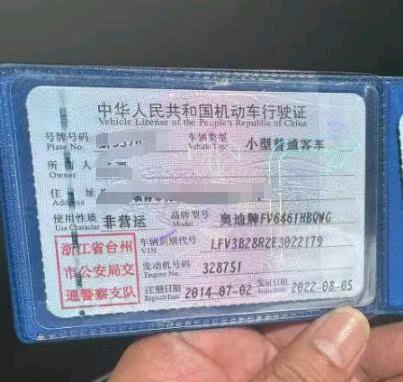 中华人民共和国机动车行驶证
Vehicle License of the People's Republic of China
号牌号码 车辆类型 小型普通客车
Plate No. Vehicle Type
所有人
Owner
住址
Address
使用性质 非营运 品牌型号 奥迪牌FV6461HBQWG
Use Character Model
浙江省台州
市公安局交
通警察支队
车辆识别代号 LFV3B28R2E3022179
VIN
发动机号码 328751
Engine No.
注册日期 2014-07-02 发证日期 2022-08-05
Register Date Issue Date